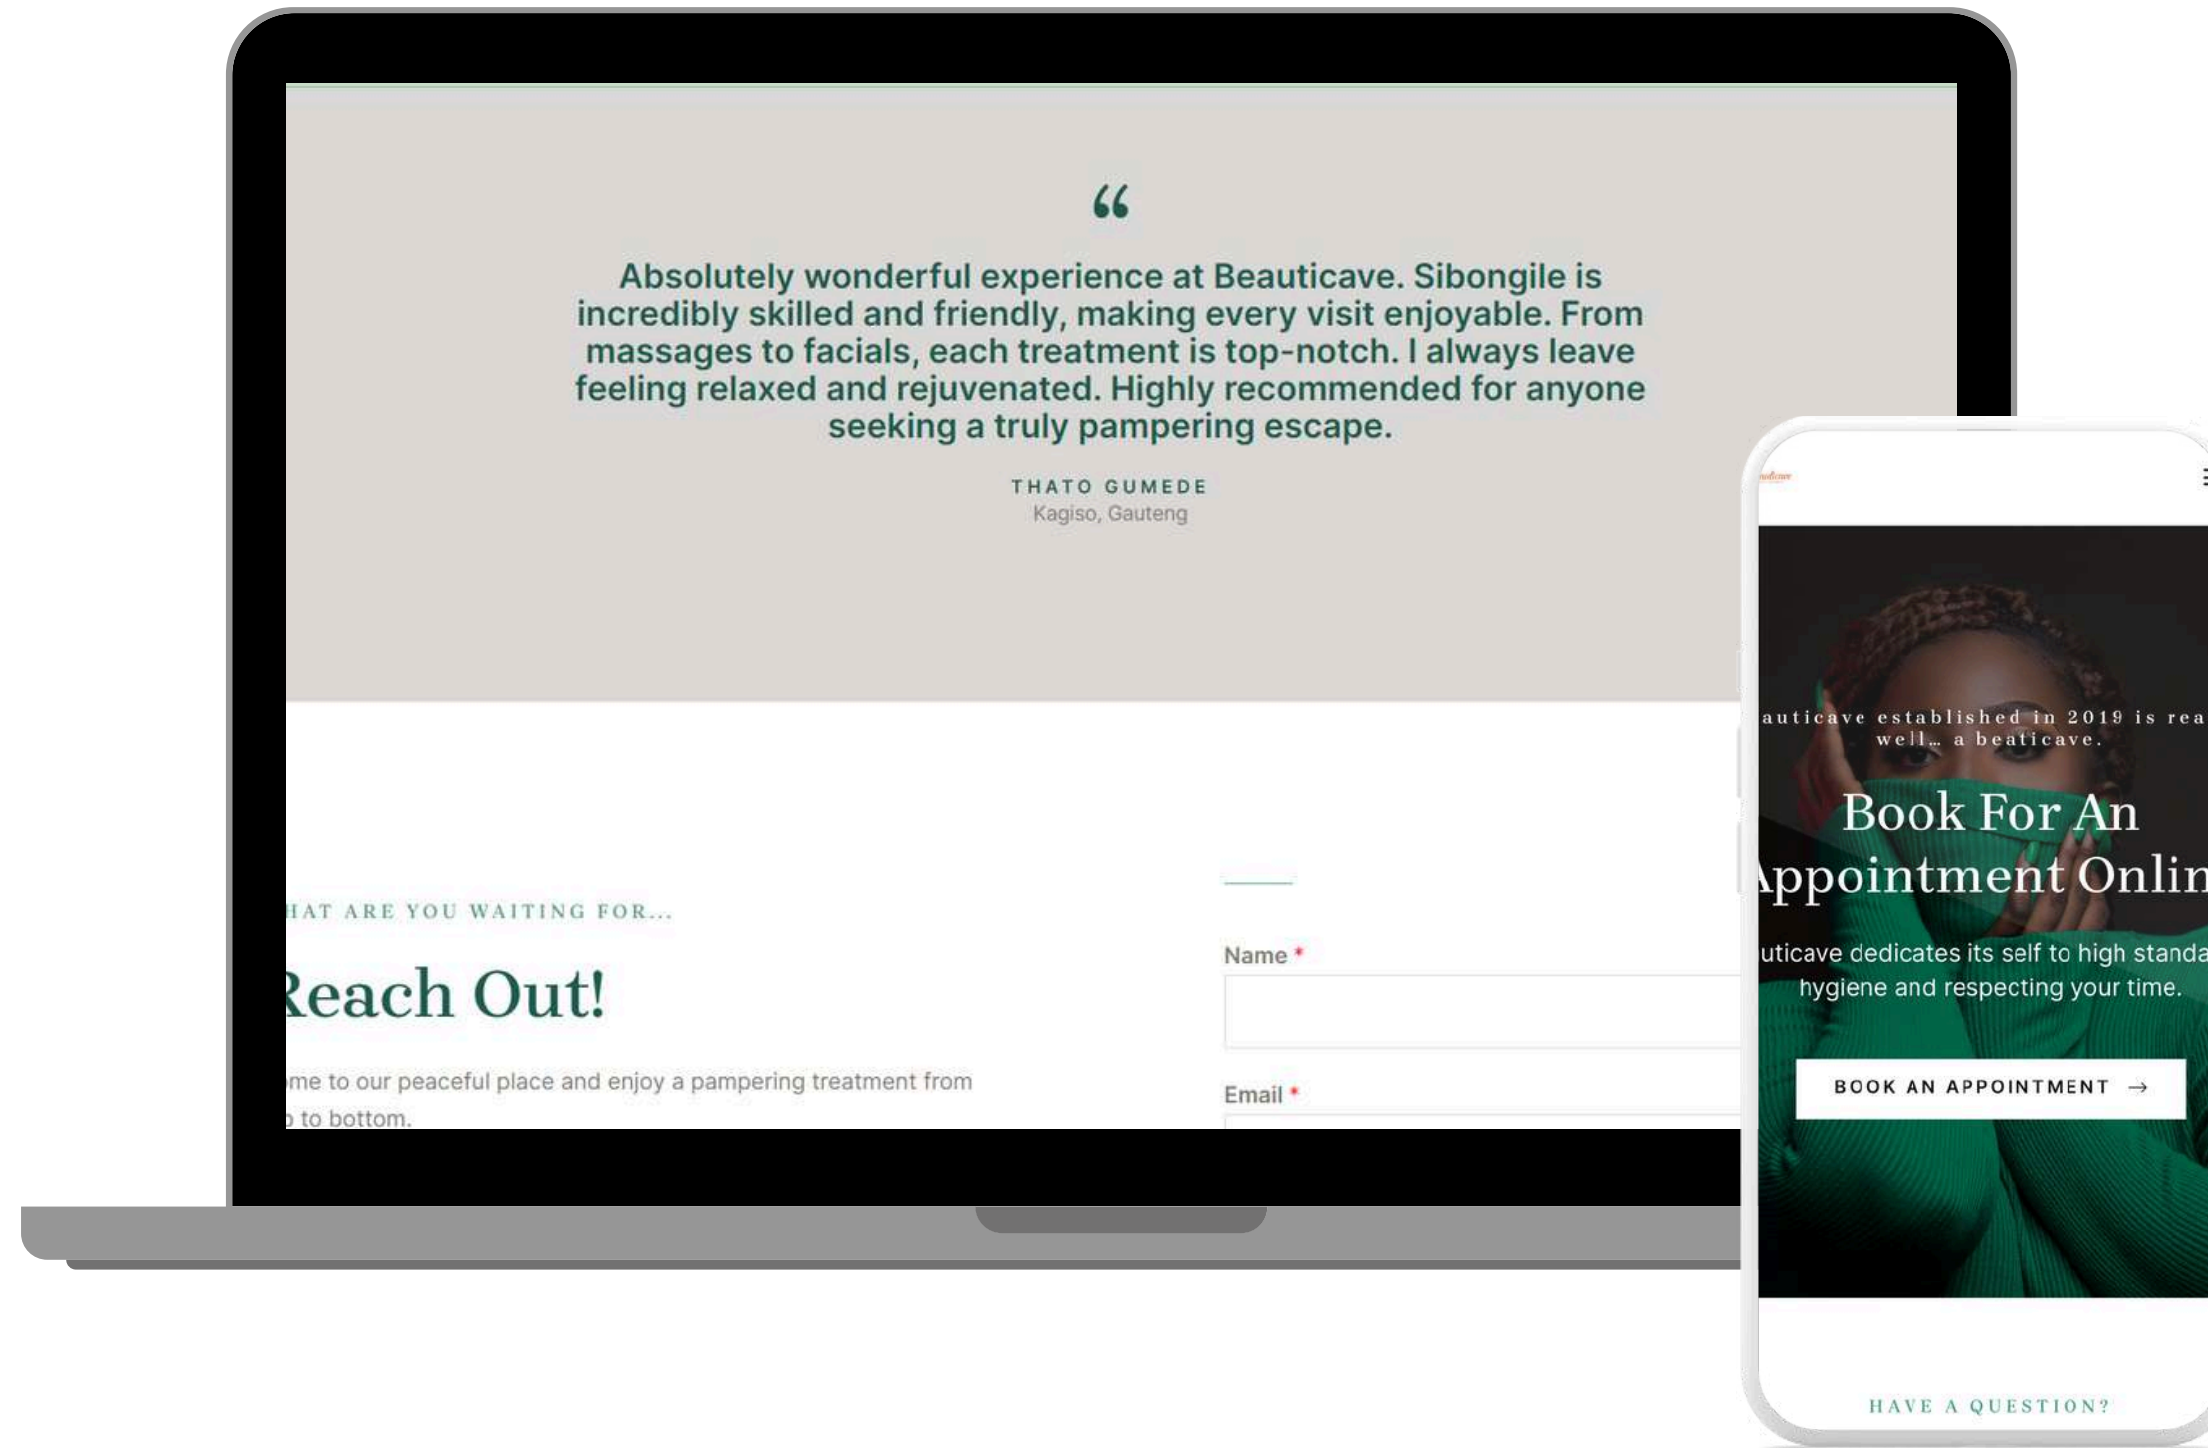 “
Absolutely wonderful experience at Beauticave. Sibongile is
incredibly skilled and friendly, making every visit enjoyable. From
massages to facials, each treatment is top-notch. I always leave
feeling relaxed and rejuvenated. Highly recommended for anyone
seeking a truly pampering escape.
THATO GUMEDE
Kagiso, Gauteng
HAT ARE YOU WAITING FOR...
Reach Out!
ome to our peaceful place and enjoy a pampering treatment from
to bottom.
Name *
Email *
auticave established in 2019 is rea
well… a beaticave.
Book For An
Appointment Onlin
uticave dedicates its self to high standa
hygiene and respecting your time.
BOOK AN APPOINTMENT →
HAVE A QUESTION?